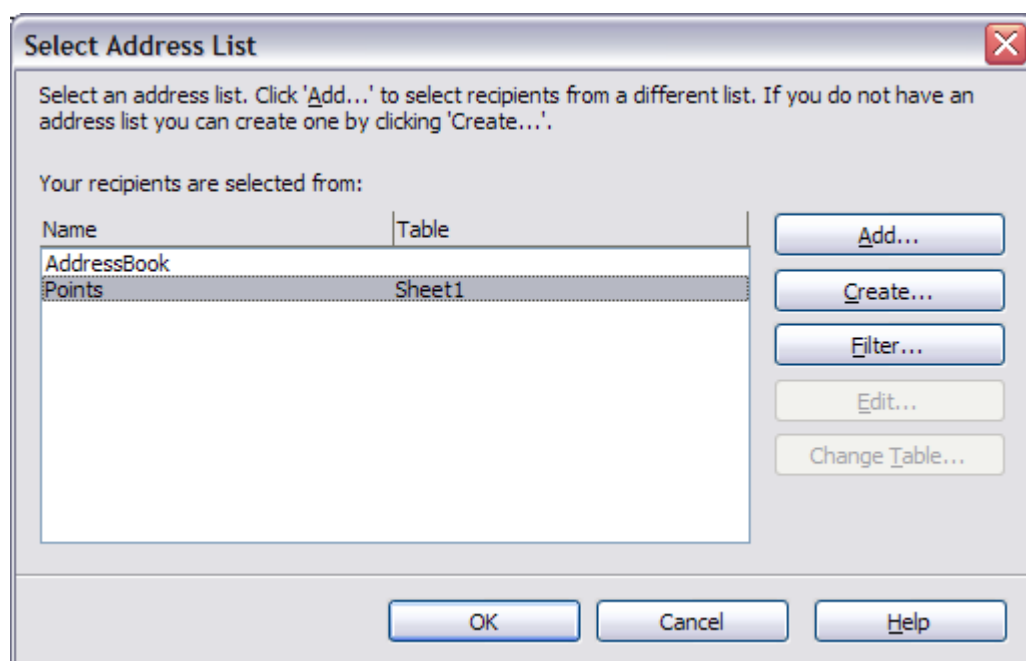 Select Address List
Select an address list. Click 'Add...' to select recipients from a different list. If you do not have an
address list you can create one by clicking 'Create...'.
Your recipients are selected from:
Name Table
AddressBook
Points Sheet1
Add...
Create...
Filter...
Edit...
Change Table...
OK Cancel Help